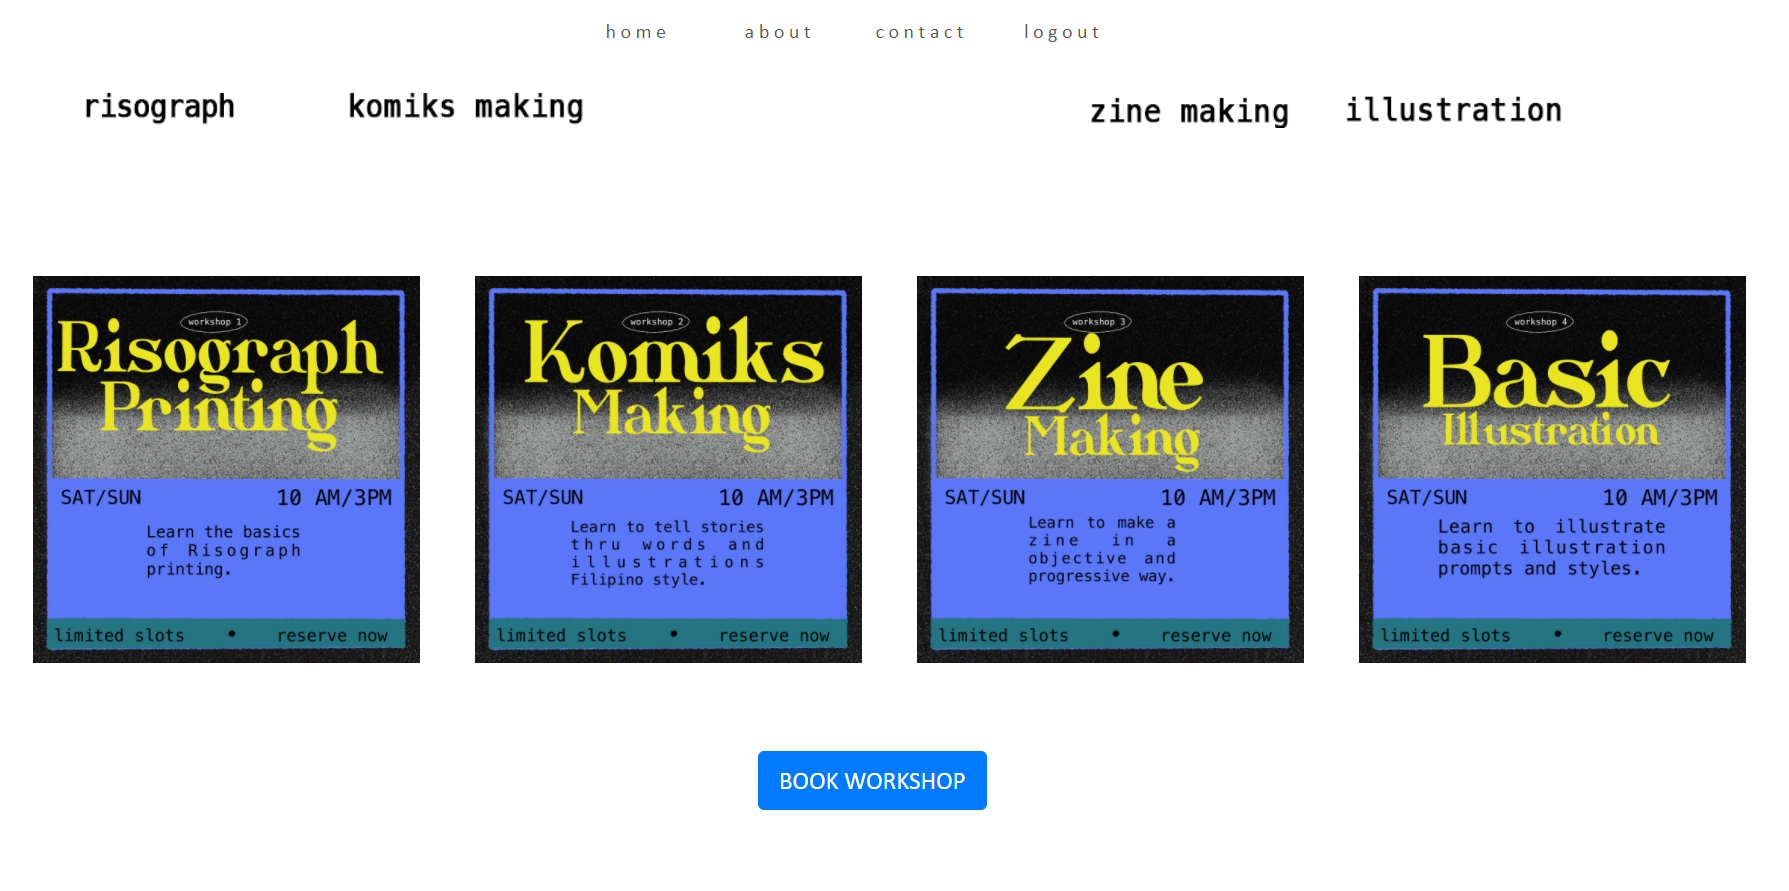 home about contact logout
risograph komiks making zine making illustration
workshop 1
Risograph
Printing
SAT/SUN 10 AM/3PM
Learn the basics
of Risograph
printing.
limited slots • reserve now
workshop 2
Komiks
Making
SAT/SUN 10 AM/3PM
Learn to tell stories
thru words and
illustrations
Filipino style.
limited slots • reserve now
workshop 3
Zine
Making
SAT/SUN 10 AM/3PM
Learn to make a
zine in a
objective and
progressive way.
limited slots • reserve now
workshop 4
Basic
Illustration
SAT/SUN 10 AM/3PM
Learn to illustrate
basic illustration
prompts and styles.
limited slots • reserve now
BOOK WORKSHOP